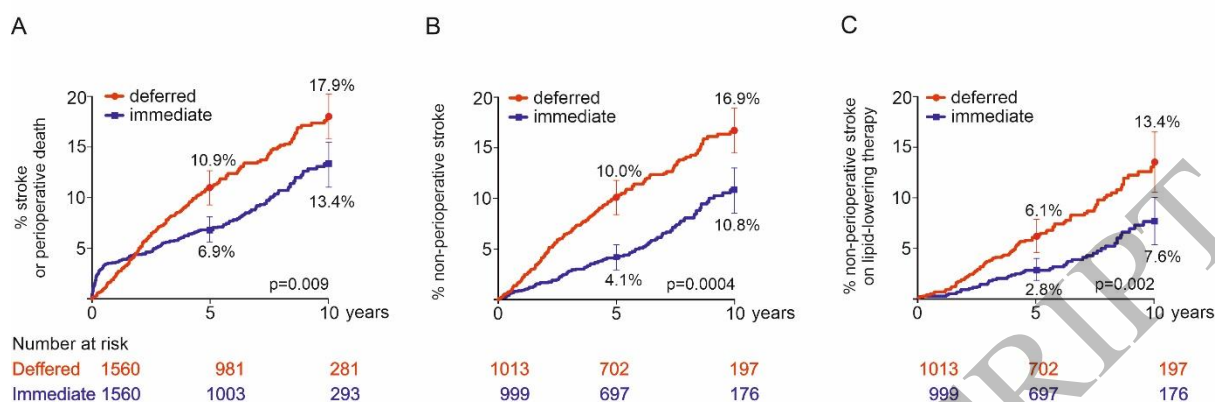 A
% stroke
or perioperative death
deferred
immediate
20
15
10
5
10.9%
17.9%
6.9%
13.4%
p=0.009
0 5 10 years
B
% non-perioperative stroke
deferred
immediate
20
15
10
5
10.0%
16.9%
4.1%
10.8%
p=0.0004
0 5 10 years
C
% non-perioperative stroke
on lipid-lowering therapy
deferred
immediate
20
15
10
5
6.1%
13.4%
2.8%
7.6%
p=0.002
0 5 10 years
Number at risk
Deffered 1560 981 281 1013 702 197 1013 702 197
Immediate 1560 1003 293 999 697 176 999 697 176
RIPT